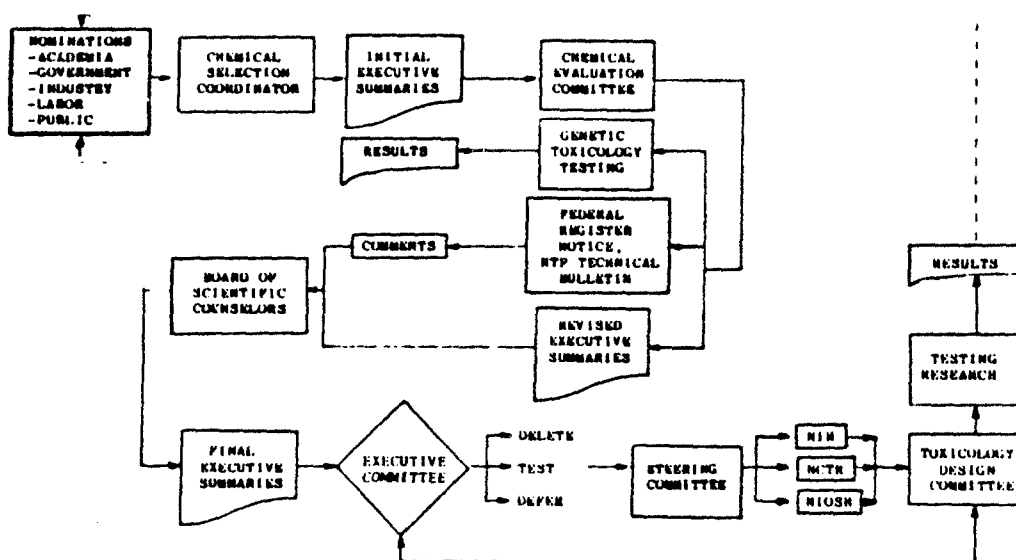 NOMINATIONS
-ACADEMIA
-GOVERNMENT
-INDUSTRY
-LABOR
-PUBLIC
CHEMICAL
SELECTION
COORDINATOR
INITIAL
EXECUTIVE
SUMMARIES
CHEMICAL
EVALUATION
COMMITTEE
RESULTS
GENETIC
TOXICOLOGY
TESTING
COMMENTS
FEDERAL
REGISTER
NOTICE,
NTP TECHNICAL
BULLETIN
BOARD OF
SCIENTIFIC
COUNSELORS
REVISED
EXECUTIVE
SUMMARIES
RESULTS
TESTING
RESEARCH
FINAL
EXECUTIVE
SUMMARIES
EXECUTIVE
COMMITTEE
DELETE
TEST
DEFER
STEERING
COMMITTEE
NIH
NCTR
NIOSH
TOXICOLOGY
DESIGN
COMMITTEE